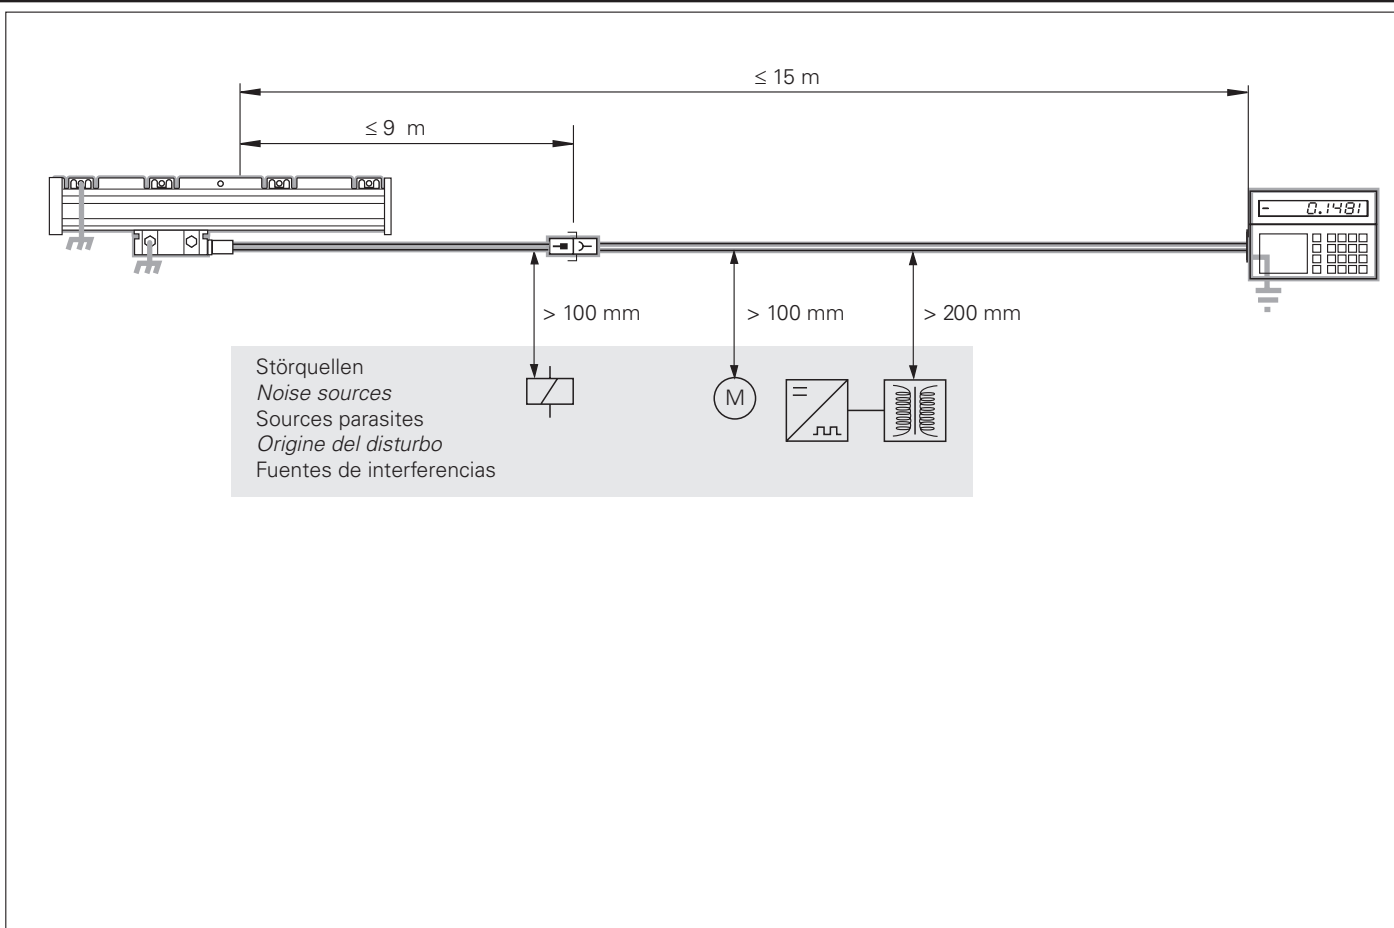 ≤ 15 m
≤ 9 m
- 0.1481
> 100 mm
> 100 mm
> 200 mm
Störquellen
Noise sources
Sources parasites
Origine del disturbo
Fuentes de interferencias
M